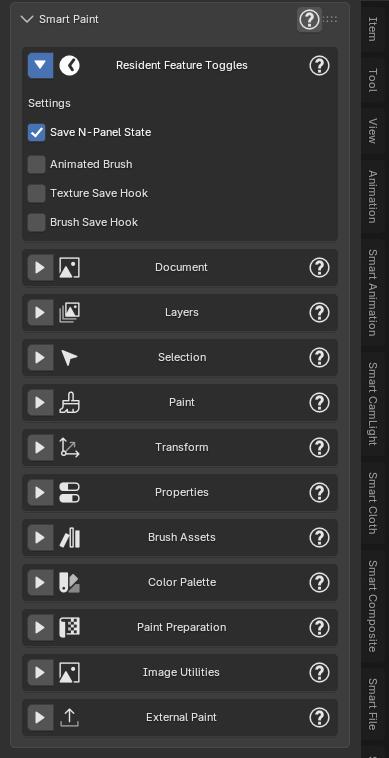 Smart Paint
Resident Feature Toggles
Settings
Save N-Panel State
Animated Brush
Texture Save Hook
Brush Save Hook
Document
Layers
Selection
Paint
Transform
Properties
Brush Assets
Color Palette
Paint Preparation
Image Utilities
External Paint
Item
Tool
View
Animation
Smart Animation
Smart CamLight
Smart Cloth
Smart Composite
Smart File